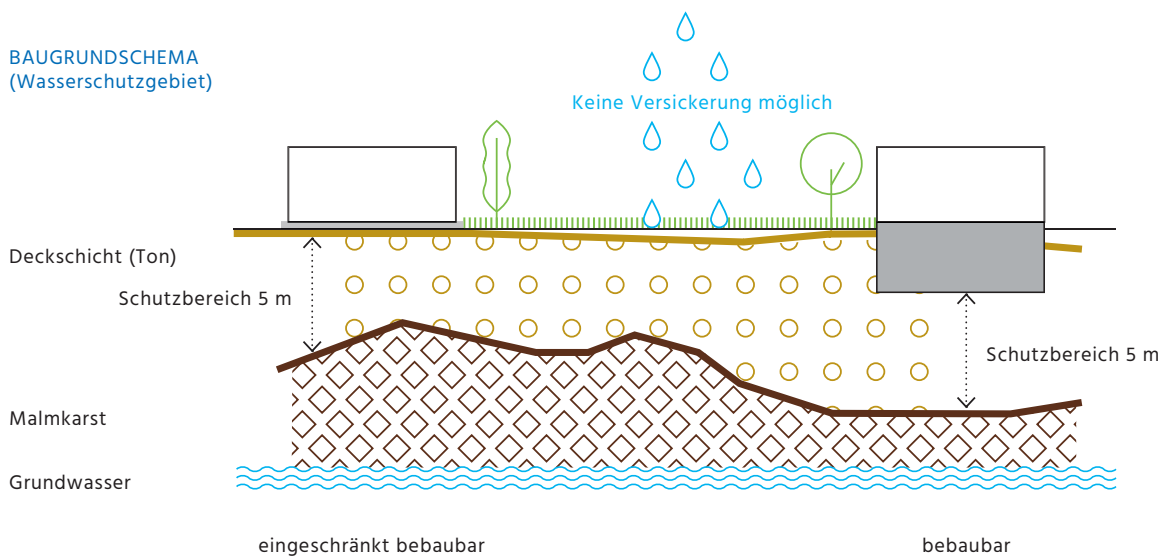 BAUGRUNDSCHEMA
(Wasserschutzgebiet)
Keine Versickerung möglich
Deckschicht (Ton)
Schutzbereich 5 m
Schutzbereich 5 m
Malmkarst
Grundwasser
eingeschränkt bebaubar
bebaubar